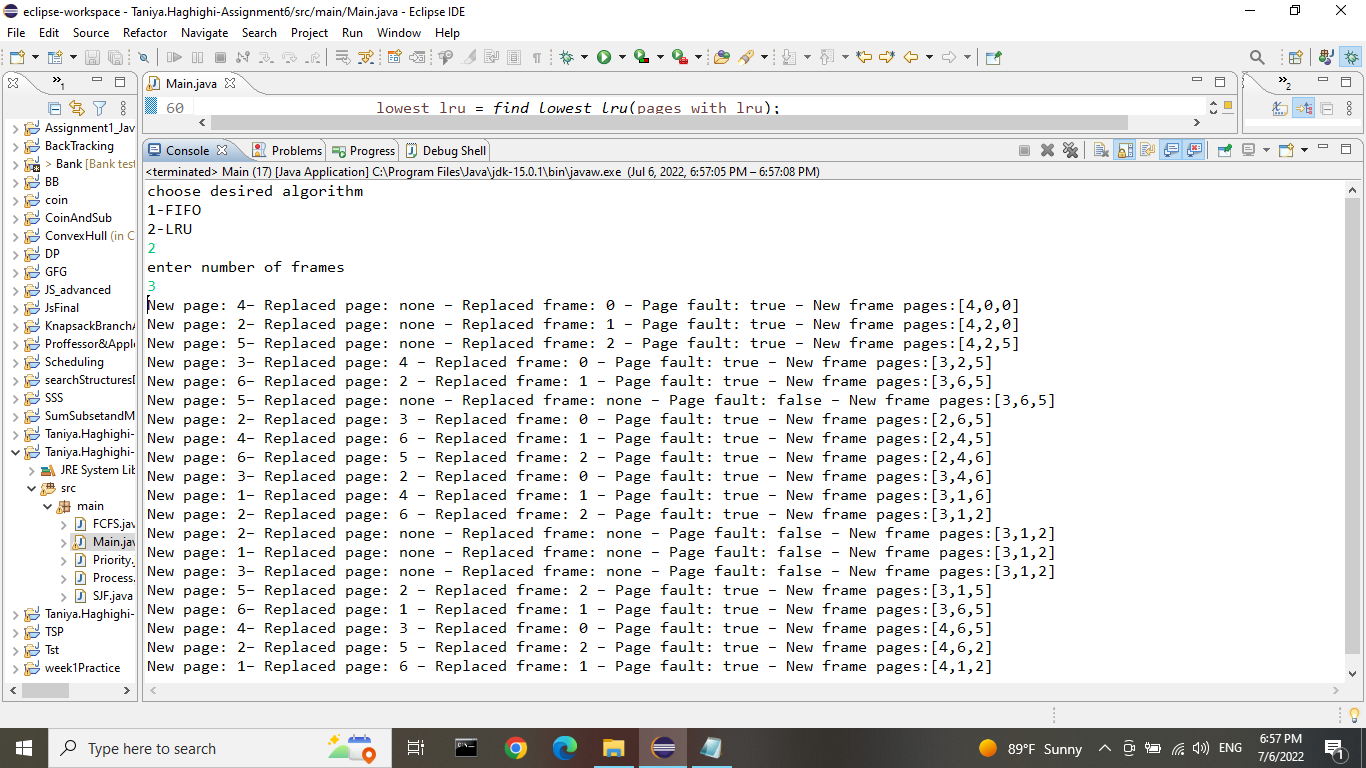 eclipse-workspace - Taniya.Haghighi-Assignment6/src/main/Main.java - Eclipse IDE
File Edit Source Refactor Navigate Search Project Run Window Help
Main.java
60 lowest lru = find lowest lru(pages with lru);
Assignment1_Jav
BackTracking
> Bank [Bank test
BB
coin
CoinAndSub
ConvexHull (in C
DP
GFG
JS_advanced
JsFinal
KnapsackBranch
Proffessor&Appl
Scheduling
searchStructures
SSS
SumSubsetandM
Taniya.Haghighi-
Taniya.Haghighi-
JRE System Lib
src
main
FCFS.jav
Main.jav
Priority.
Process.
SJF.java
Taniya.Haghighi-
TSP
Tst
week1Practice
Console Problems Progress Debug Shell
<terminated> Main (17) [Java Application] C:\Program Files\Java\jdk-15.0.1\bin\javaw.exe (Jul 6, 2022, 6:57:05 PM – 6:57:08 PM)
choose desired algorithm
1-FIFO
2-LRU
2
enter number of frames
3
New page: 4- Replaced page: none - Replaced frame: 0 - Page fault: true - New frame pages:[4,0,0]
New page: 2- Replaced page: none - Replaced frame: 1 - Page fault: true - New frame pages:[4,2,0]
New page: 5- Replaced page: none - Replaced frame: 2 - Page fault: true - New frame pages:[4,2,5]
New page: 3- Replaced page: 4 - Replaced frame: 0 - Page fault: true - New frame pages:[3,2,5]
New page: 6- Replaced page: 2 - Replaced frame: 1 - Page fault: true - New frame pages:[3,6,5]
New page: 5- Replaced page: none - Replaced frame: none - Page fault: false - New frame pages:[3,6,5]
New page: 2- Replaced page: 3 - Replaced frame: 0 - Page fault: true - New frame pages:[2,6,5]
New page: 4- Replaced page: 6 - Replaced frame: 1 - Page fault: true - New frame pages:[2,4,5]
New page: 6- Replaced page: 5 - Replaced frame: 2 - Page fault: true - New frame pages:[2,4,6]
New page: 3- Replaced page: 2 - Replaced frame: 0 - Page fault: true - New frame pages:[3,4,6]
New page: 1- Replaced page: 4 - Replaced frame: 1 - Page fault: true - New frame pages:[3,1,6]
New page: 2- Replaced page: 6 - Replaced frame: 2 - Page fault: true - New frame pages:[3,1,2]
New page: 2- Replaced page: none - Replaced frame: none - Page fault: false - New frame pages:[3,1,2]
New page: 1- Replaced page: none - Replaced frame: none - Page fault: false - New frame pages:[3,1,2]
New page: 3- Replaced page: none - Replaced frame: none - Page fault: false - New frame pages:[3,1,2]
New page: 5- Replaced page: 2 - Replaced frame: 2 - Page fault: true - New frame pages:[3,1,5]
New page: 6- Replaced page: 1 - Replaced frame: 1 - Page fault: true - New frame pages:[3,6,5]
New page: 4- Replaced page: 3 - Replaced frame: 0 - Page fault: true - New frame pages:[4,6,5]
New page: 2- Replaced page: 5 - Replaced frame: 2 - Page fault: true - New frame pages:[4,6,2]
New page: 1- Replaced page: 6 - Replaced frame: 1 - Page fault: true - New frame pages:[4,1,2]
Type here to search
89°F Sunny
ENG
6:57 PM
7/6/2022
1